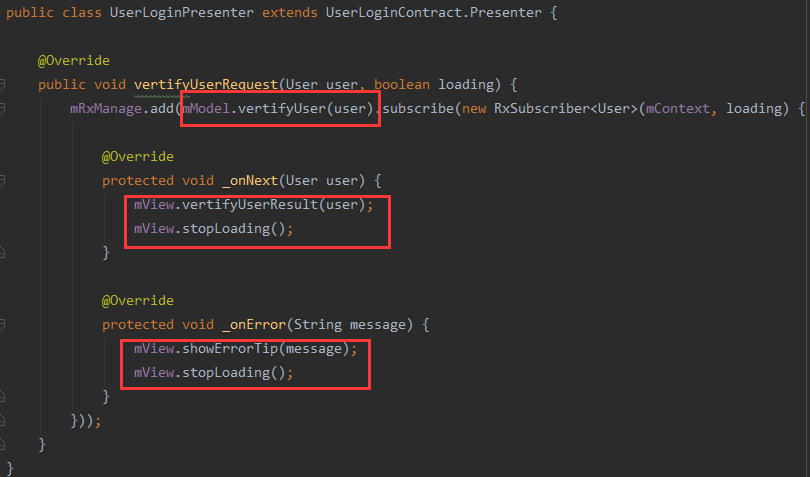 public class UserLoginPresenter extends UserLoginContract.Presenter {
@Override
public void vertifyUserRequest(User user, boolean loading) {
mRxManage.add(mModel.vertifyUser(user).subscribe(new RxSubscriber<User>(mContext, loading) {
@Override
protected void _onNext(User user) {
mView.vertifyUserResult(user);
mView.stopLoading();
}
@Override
protected void _onError(String message) {
mView.showErrorTip(message);
mView.stopLoading();
}
}));
}
}